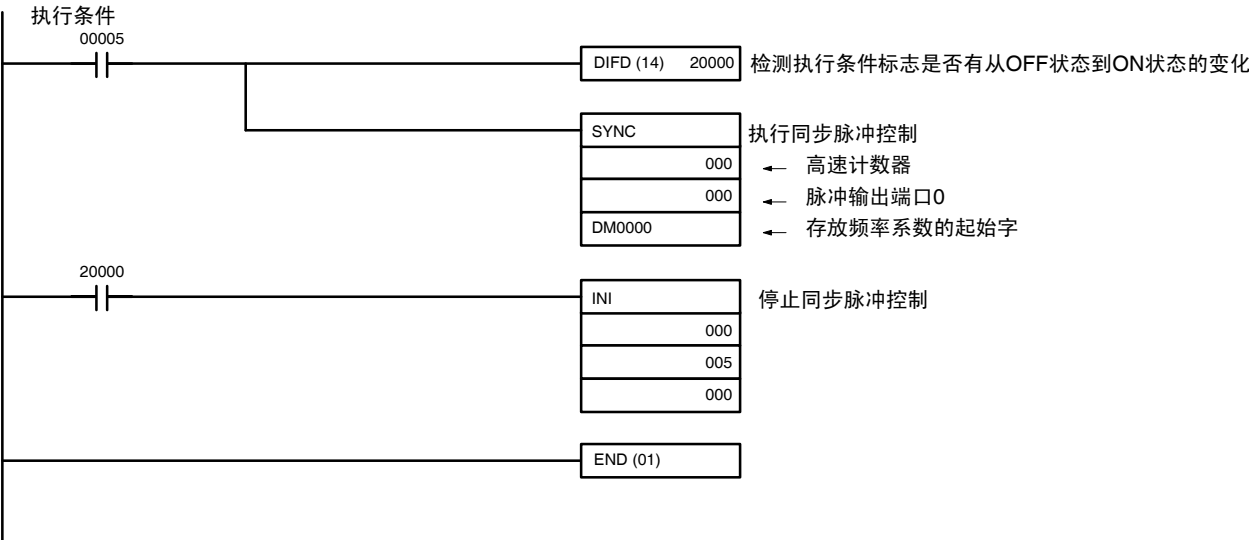 执行条件
00005
DIFD (14) 20000 检测执行条件标志是否有从OFF状态到ON状态的变化
SYNC 执行同步脉冲控制
000 ← 高速计数器
000 ← 脉冲输出端口0
DM0000 ← 存放频率系数的起始字
20000
INI 停止同步脉冲控制
000
005
000
END (01)